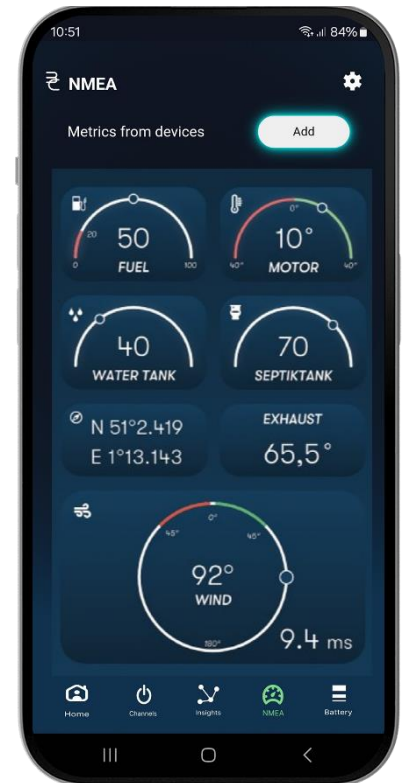 10:51 84%
NMEA
Metrics from devices Add
20 0°
50 10°
0 FUEL 100 40° MOTOR 40°
40 70
WATER TANK SEPTIKTANK
N 51°2.419 EXHAUST
E 1°13.143 65,5°
0°
45° 45°
92°
WIND
180° 9.4 ms
Home Channels Insights NMEA Battery